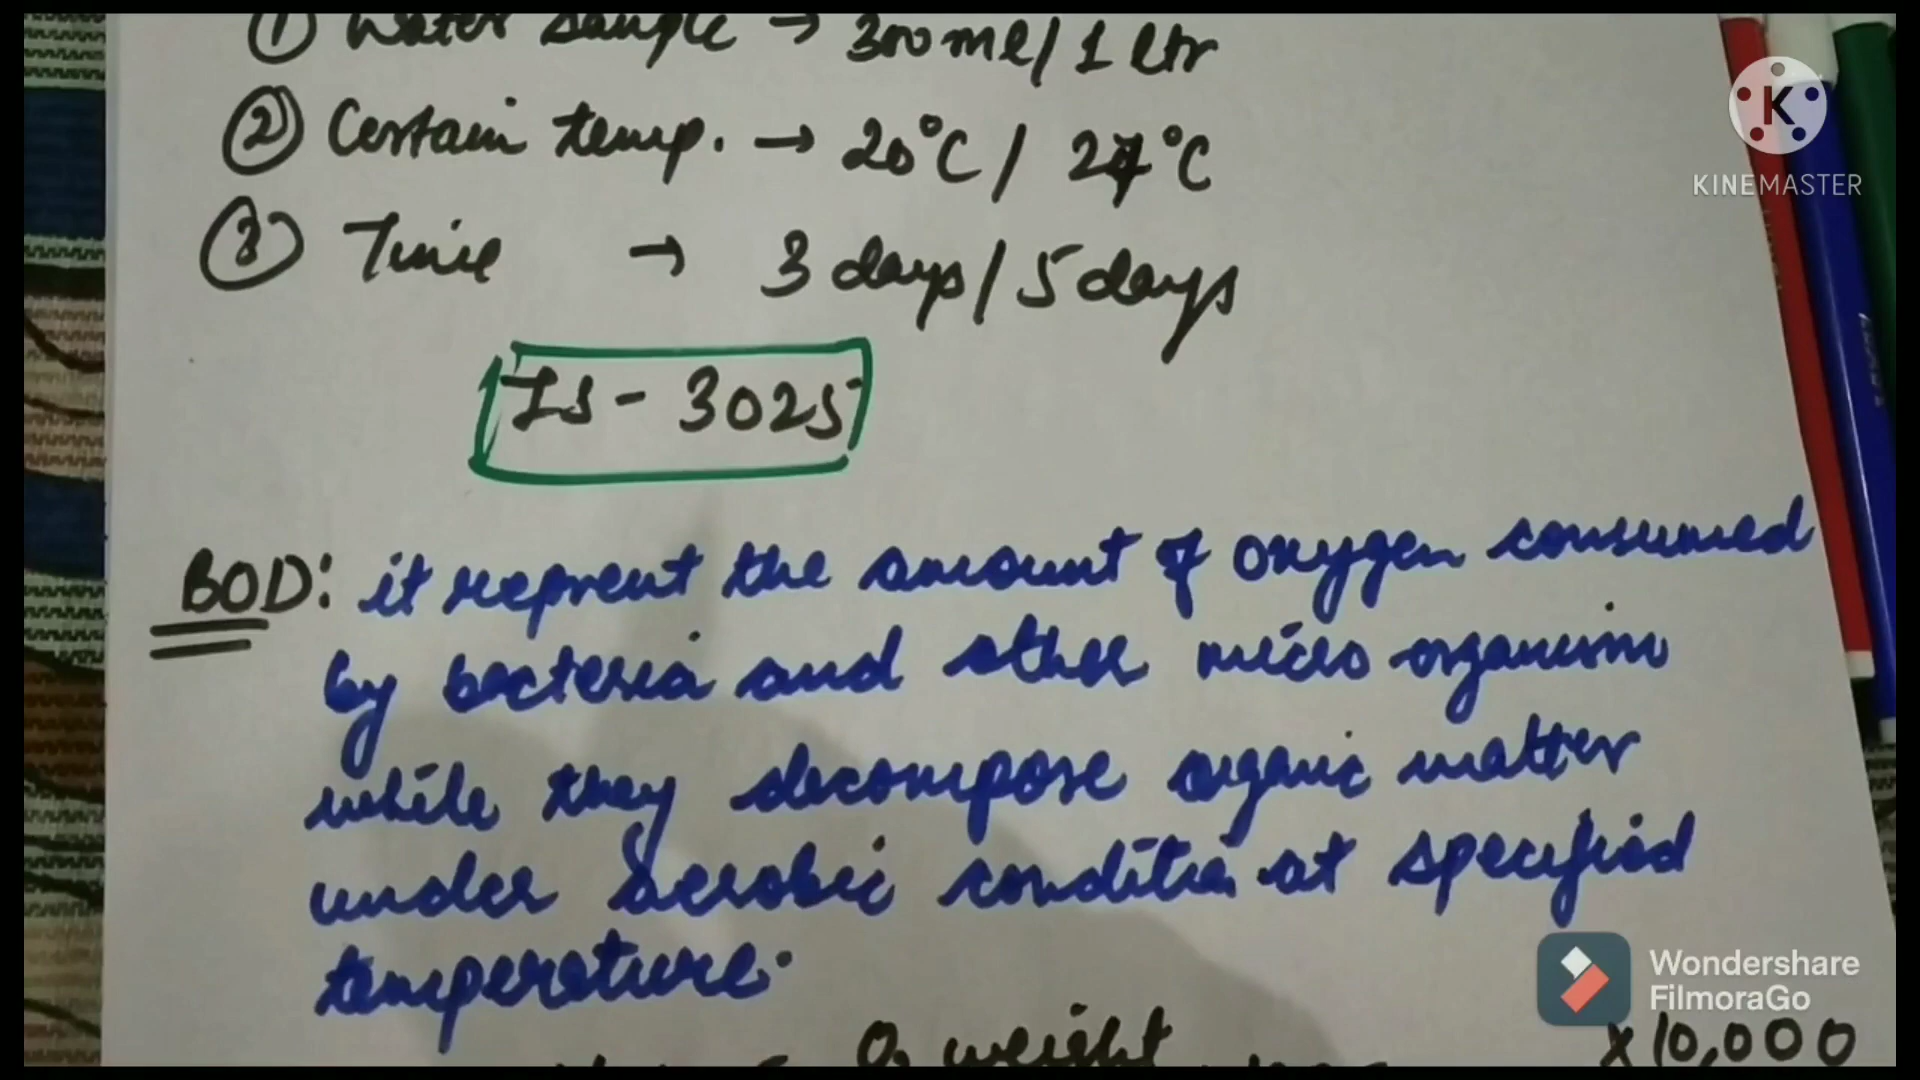 ① Water sample → 300 ml / 1 ltr
② Certain temp. → 20°C / 27°C
③ Time → 3 days / 5 days
IS - 3025
BOD: it reprent the amount of oxygen consumed
by bacteria and other micro organism
while they decompose organic matter
under aerobic condition at specified
temperature.
O₂ weight
x 10,000
KINEMASTER
Wondershare
FilmoraGo